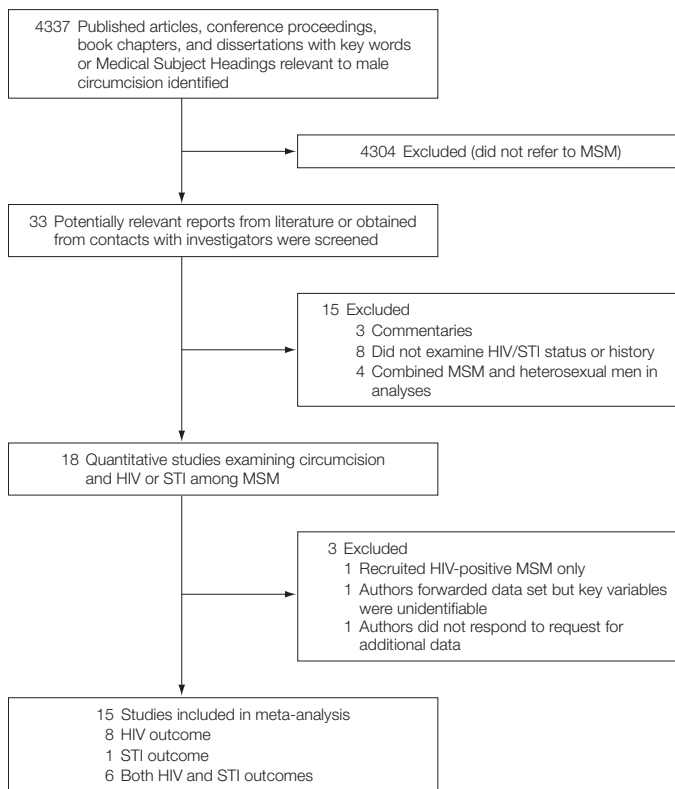 4337 Published articles, conference proceedings,
book chapters, and dissertations with key words
or Medical Subject Headings relevant to male
circumcision identified
4304 Excluded (did not refer to MSM)
33 Potentially relevant reports from literature or obtained
from contacts with investigators were screened
15 Excluded
3 Commentaries
8 Did not examine HIV/STI status or history
4 Combined MSM and heterosexual men in
analyses
18 Quantitative studies examining circumcision
and HIV or STI among MSM
3 Excluded
1 Recruited HIV-positive MSM only
1 Authors forwarded data set but key variables
were unidentifiable
1 Authors did not respond to request for
additional data
15 Studies included in meta-analysis
8 HIV outcome
1 STI outcome
6 Both HIV and STI outcomes